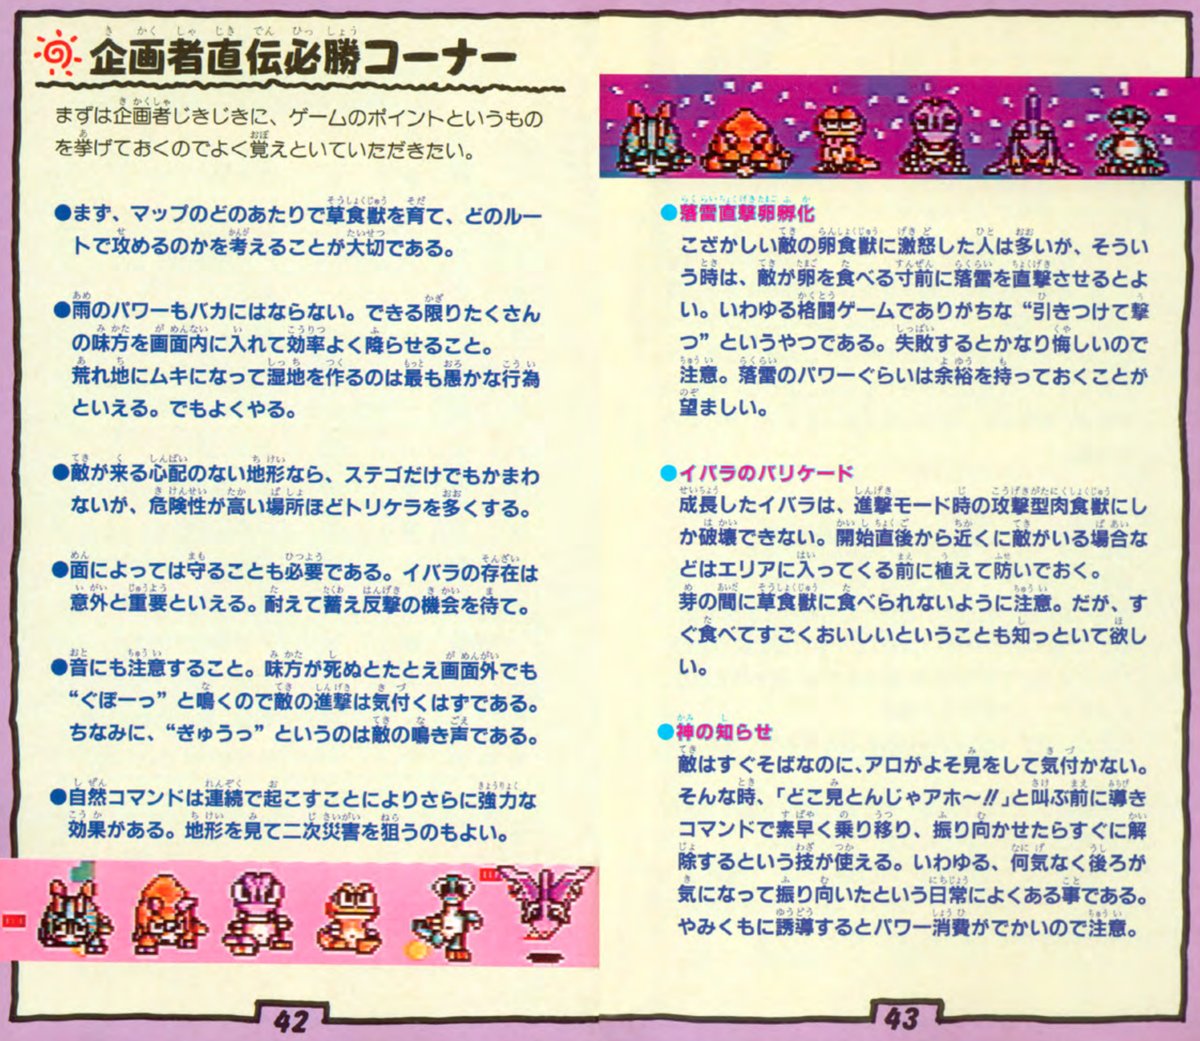 企画者直伝必勝コーナー
まずは企画者じきじきに、ゲームのポイントというもの
を挙げておくのでよく覚えといていただきたい。
●まず、マップのどのあたりで草食獣を育て、どのルー
トで攻めるのかを考えることが大切である。
●雨のパワーもバカにはならない。できる限りたくさん
の味方を画面内に入れて効率よく降らせること。
荒れ地にムキになって湿地を作るのは最も愚かな行為
といえる。でもよくやる。
●敵が来る心配のない地形なら、ステゴだけでもかまわ
ないが、危険性が高い場所ほどトリケラを多くする。
●面によっては守ることも必要である。イバラの存在は
意外と重要といえる。耐えて蓄え反撃の機会を待て。
●音にも注意すること。味方が死ぬとたとえ画面外でも
“ぐぼーっ”と鳴くので敵の進撃は気付くはずである。
ちなみに、“ぎゅうっ”というのは敵の鳴き声である。
●自然コマンドは連続で起こすことによりさらに強力な
効果がある。地形を見て二次災害を狙うのもよい。
42
●落雷直撃卵孵化
こざかしい敵の卵食獣に激怒した人は多いが、そうい
う時は、敵が卵を食べる寸前に落雷を直撃させるとよ
い。いわゆる格闘ゲームでありがちな“引きつけて撃
つ”というやつである。失敗するとかなり悔しいので
注意。落雷のパワーぐらいは余裕を持っておくことが
望ましい。
●イバラのバリケード
成長したイバラは、進撃モード時の攻撃型肉食獣にし
か破壊できない。開始直後から近くに敵がいる場合な
どはエリアに入ってくる前に植えて防いでおく。
芽の間に草食獣に食べられないように注意。だが、す
ぐ食べてすごくおいしいということも知っといて欲し
い。
●神の知らせ
敵はすぐそばなのに、アロがよそ見をして気付かない。
そんな時、「どこ見とんじゃアホ〜!!」と叫ぶ前に導き
コマンドで素早く乗り移り、振り向かせたらすぐに解
除するという技が使える。いわゆる、何気なく後ろが
気になって振り向いたという日常によくある事である。
やみくもに誘導するとパワー消費がでかいので注意。
43